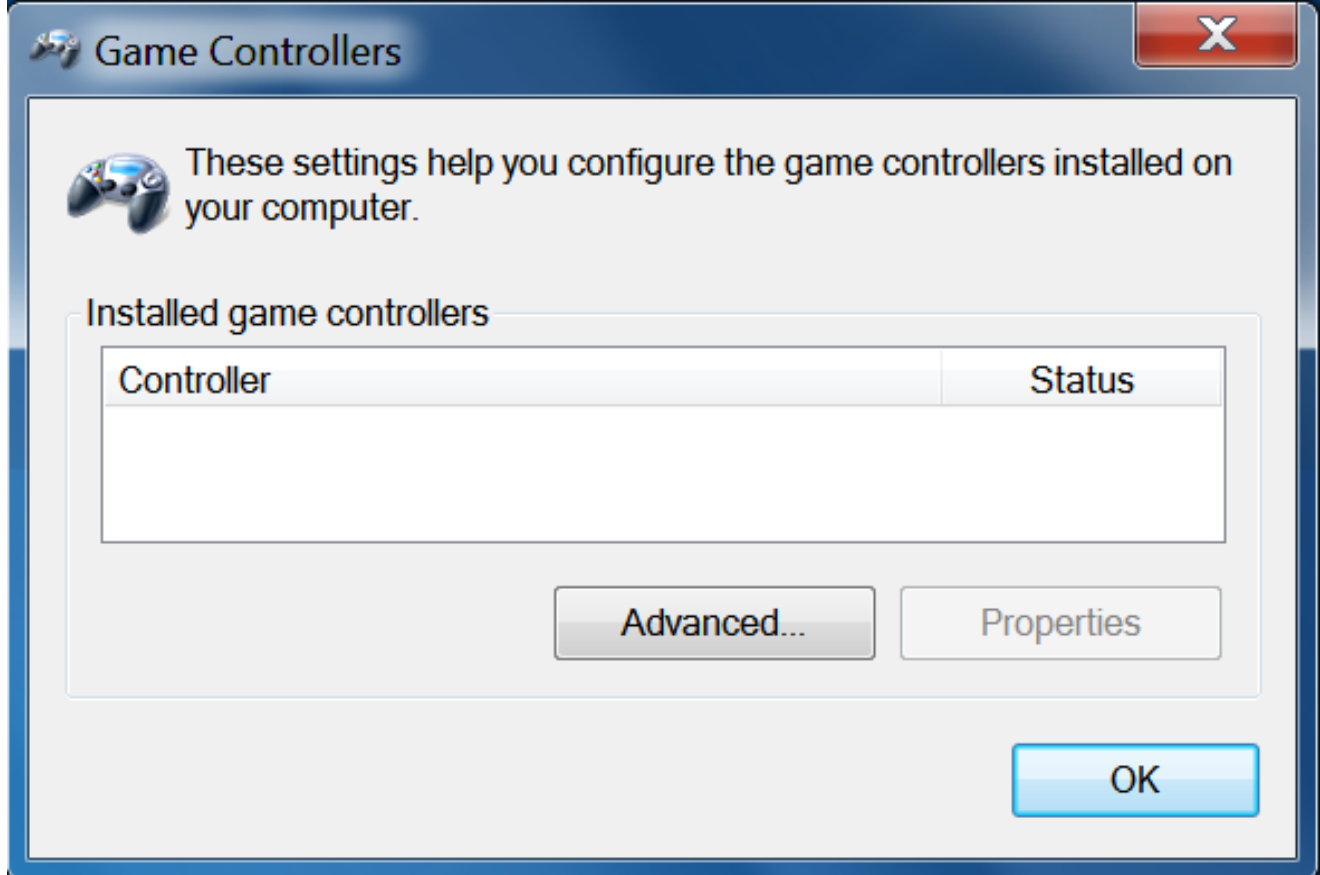 Game Controllers
These settings help you configure the game controllers installed on
your computer.
Installed game controllers
Controller Status
Advanced... Properties
OK